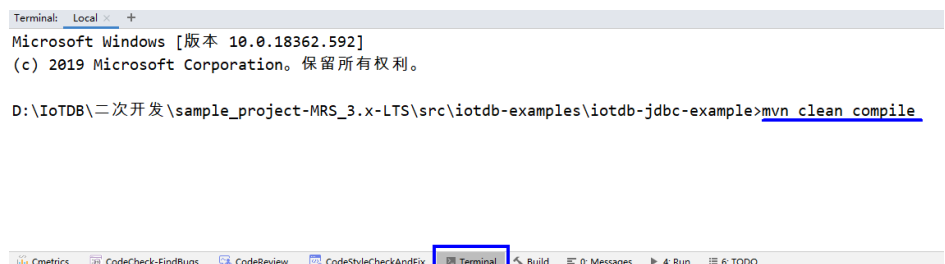 Terminal: Local × +
Microsoft Windows [版本 10.0.18362.592]
(c) 2019 Microsoft Corporation。保留所有权利。
D:\IoTDB\二次开发\sample_project-MRS_3.x-LTS\src\iotdb-examples\iotdb-jdbc-example>mvn clean compile
Cmetrics CodeCheck-FindBugs CodeReview CodeStyleCheckAndFix Terminal Build 0: Messages 4: Run 6: TODO